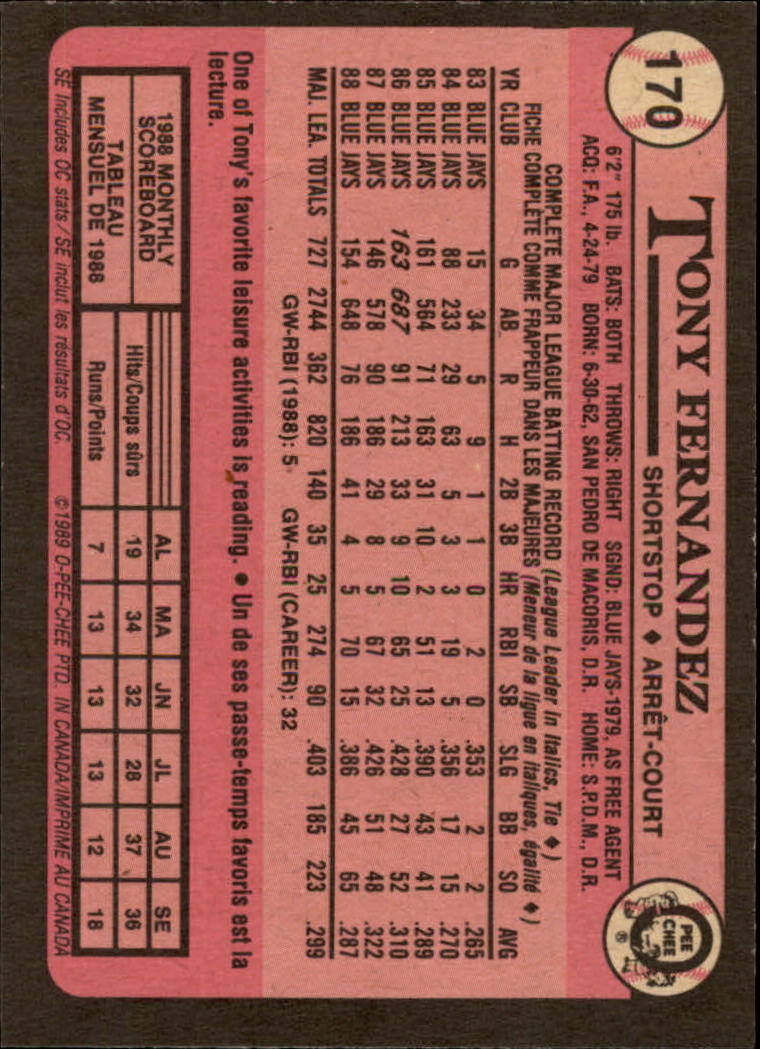 170
TONY FERNANDEZ
SHORTSTOP ♦ ARRÊT-COURT
O PEE CHEE ®
6'2" 175 lb. BATS: BOTH THROWS: RIGHT SGND: BLUE JAYS-1979, AS FREE AGENT
ACQ: F.A., 4-24-79 BORN: 6-30-62, SAN PEDRO DE MACORIS, D.R. HOME: S.P.D.M., D.R.
COMPLETE MAJOR LEAGUE BATTING RECORD (League Leader in Italics, Tie ♦)
FICHE COMPLÈTE COMME FRAPPEUR DANS LES MAJEURES (Meneur de la ligue en italiques, égalité ♦)
YR CLUB G AB R H 2B 3B HR RBI SB SLG BB SO AVG
83 BLUE JAYS 15 34 5 9 1 1 0 2 0 .353 2 2 .265
84 BLUE JAYS 88 233 29 63 5 3 3 19 5 .356 17 15 .270
85 BLUE JAYS 161 564 71 163 31 10 2 51 13 .390 43 41 .289
86 BLUE JAYS 163 687 91 213 33 9 10 65 25 .428 27 52 .310
87 BLUE JAYS 146 578 90 186 29 8 5 67 32 .426 51 48 .322
88 BLUE JAYS 154 648 76 186 41 4 5 70 15 .386 45 65 .287
MAJ. LEA. TOTALS 727 2744 362 820 140 35 25 274 90 .403 185 223 .299
GW-RBI (1988): 5 GW-RBI (CAREER): 32
One of Tony's favorite leisure activities is reading. ● Un de ses passe-temps favoris est la
lecture.
1988 MONTHLY
SCOREBOARD
TABLEAU
MENSUEL DE 1988
AL MA JN JL AU SE
Hits/Coups sûrs 19 34 32 28 37 36
Runs/Points 7 13 13 13 12 18
SE Includes OC stats/SE inclut les résultats d'OC. ©1989 O-PEE-CHEE PTD. IN CANADA/IMPRIMÉ AU CANADA